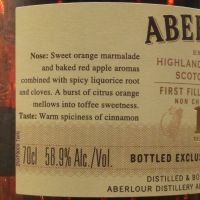 ABER
HIGHLAND
SCOTC
FIRST FILL
NON CH
Nose: Sweet orange marmalade
and baked red apple aromas
combined with spicy liquorice root
and cloves. A burst of citrus orange
mellows into toffee sweetness.
Taste: Warm spiciness of cinnamon
70cl 58.9% Alc./Vol.
BOTTLED EXCLUS
DISTILLED & BO
ABERLOUR DISTILLERY AB